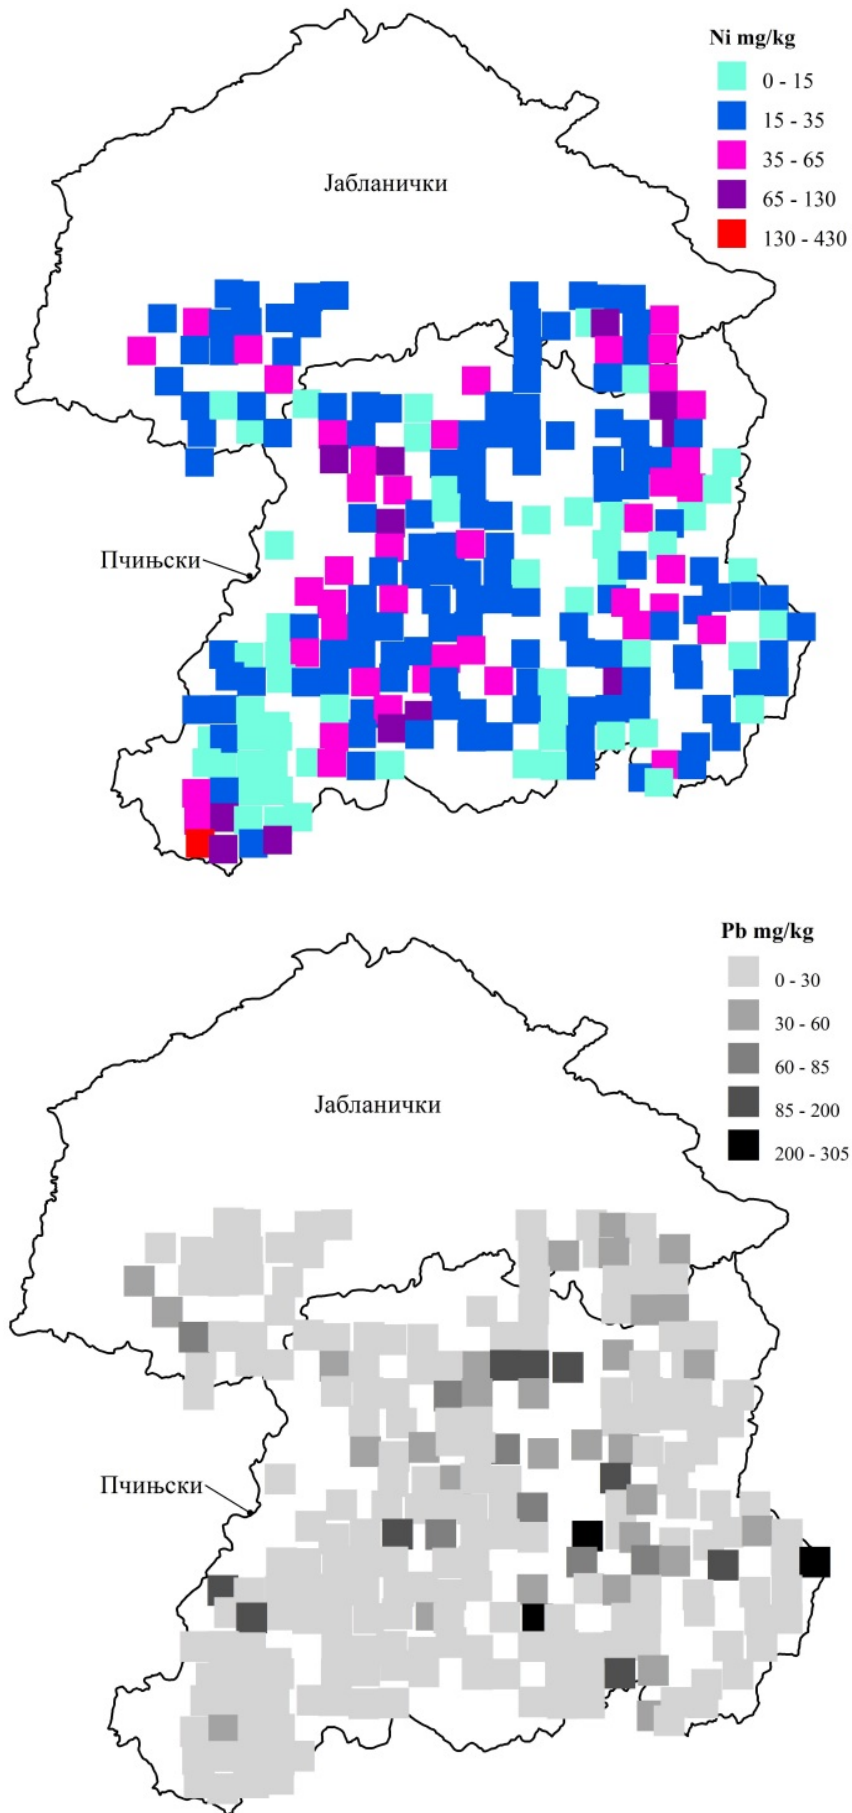 Ni mg/kg
0 - 15
15 - 35
35 - 65
65 - 130
130 - 430
Јабланички
Пчињски
Pb mg/kg
0 - 30
30 - 60
60 - 85
85 - 200
200 - 305
Јабланички
Пчињски